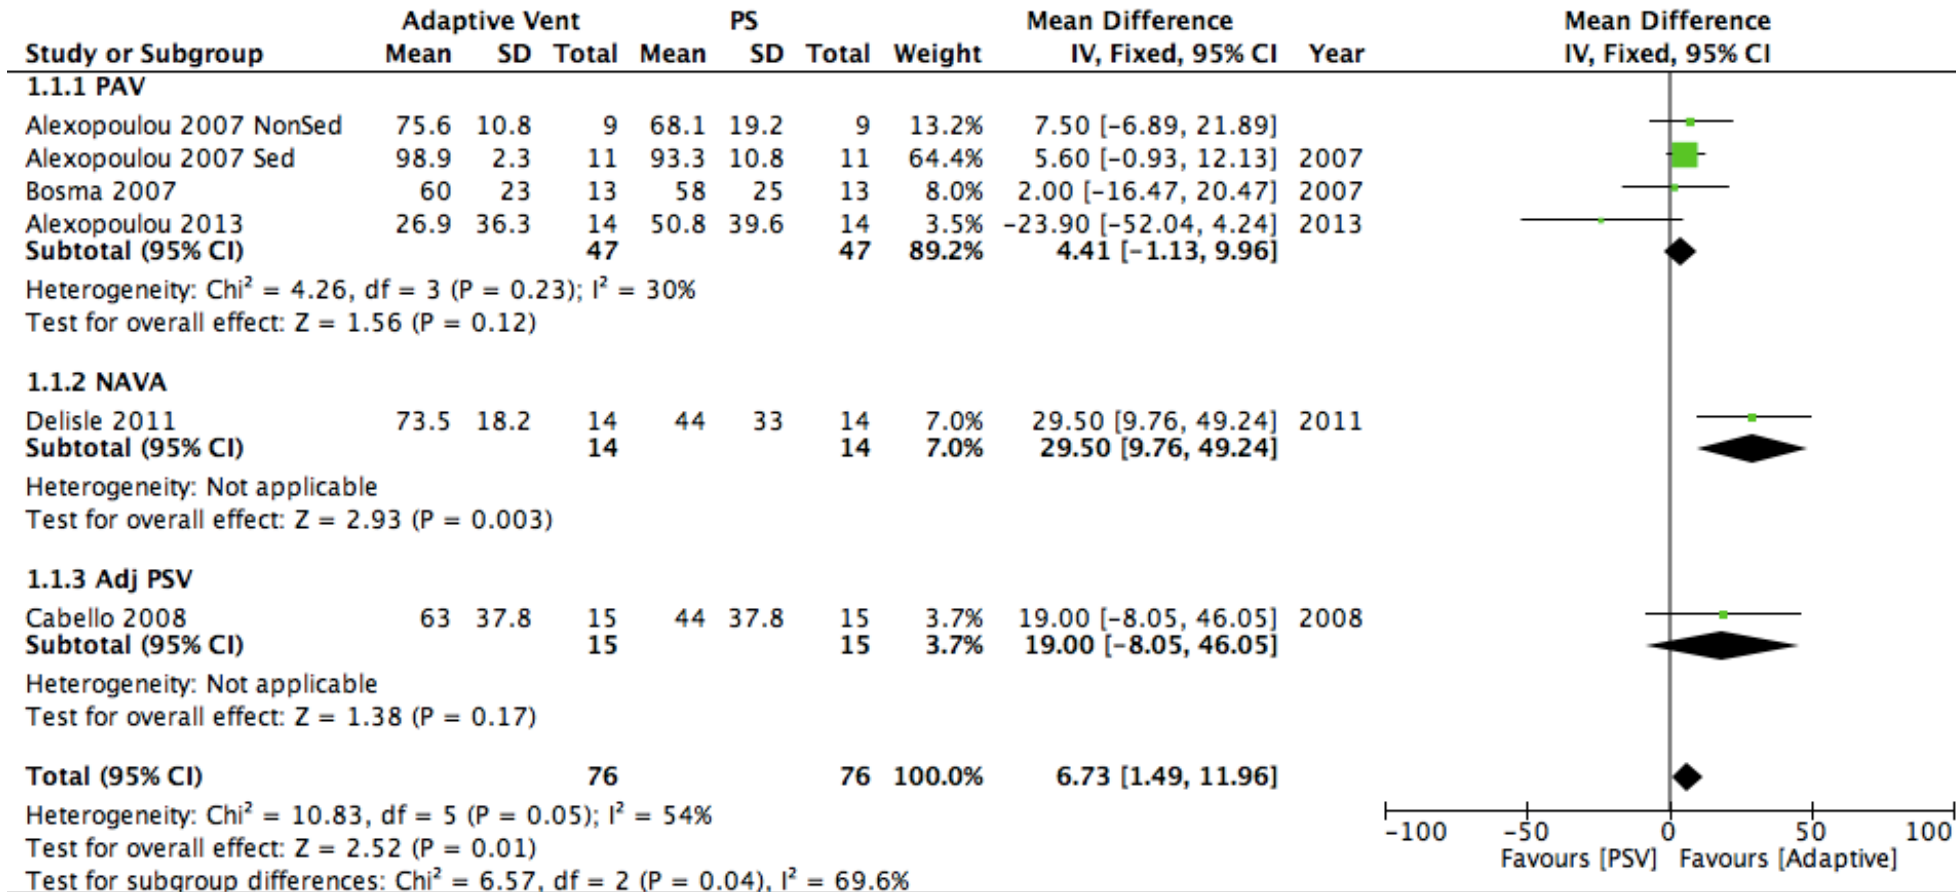 Adaptive Vent PS Mean Difference Mean Difference
Study or Subgroup Mean SD Total Mean SD Total Weight IV, Fixed, 95% CI Year IV, Fixed, 95% CI
1.1.1 PAV
Alexopoulou 2007 NonSed 75.6 10.8 9 68.1 19.2 9 13.2% 7.50 [−6.89, 21.89]
Alexopoulou 2007 Sed 98.9 2.3 11 93.3 10.8 11 64.4% 5.60 [−0.93, 12.13] 2007
Bosma 2007 60 23 13 58 25 13 8.0% 2.00 [−16.47, 20.47] 2007
Alexopoulou 2013 26.9 36.3 14 50.8 39.6 14 3.5% −23.90 [−52.04, 4.24] 2013
Subtotal (95% CI) 47 47 89.2% 4.41 [−1.13, 9.96]
Heterogeneity: Chi² = 4.26, df = 3 (P = 0.23); I² = 30%
Test for overall effect: Z = 1.56 (P = 0.12)
1.1.2 NAVA
Delisle 2011 73.5 18.2 14 44 33 14 7.0% 29.50 [9.76, 49.24] 2011
Subtotal (95% CI) 14 14 7.0% 29.50 [9.76, 49.24]
Heterogeneity: Not applicable
Test for overall effect: Z = 2.93 (P = 0.003)
1.1.3 Adj PSV
Cabello 2008 63 37.8 15 44 37.8 15 3.7% 19.00 [−8.05, 46.05] 2008
Subtotal (95% CI) 15 15 3.7% 19.00 [−8.05, 46.05]
Heterogeneity: Not applicable
Test for overall effect: Z = 1.38 (P = 0.17)
Total (95% CI) 76 76 100.0% 6.73 [1.49, 11.96]
Heterogeneity: Chi² = 10.83, df = 5 (P = 0.05); I² = 54%
Test for overall effect: Z = 2.52 (P = 0.01)
Test for subgroup differences: Chi² = 6.57, df = 2 (P = 0.04), I² = 69.6%
−100 −50 0 50 100
Favours [PSV] Favours [Adaptive]